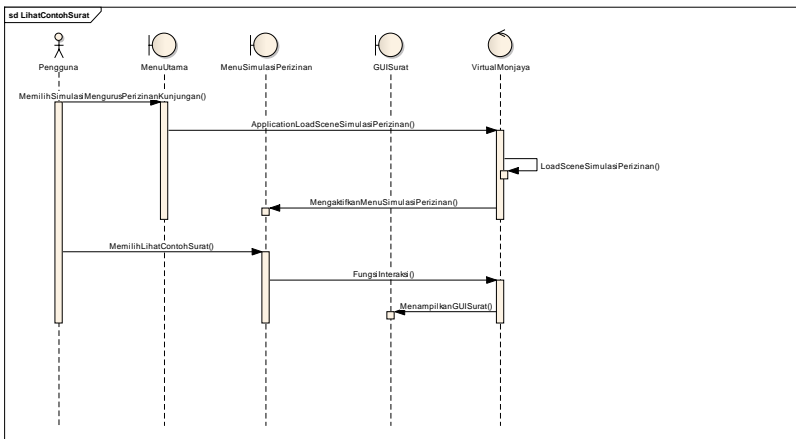 sd LihatContohSurat
Pengguna
MenuUtama
MenuSimulasiPerizinan
GUISurat
VirtualMonjaya
MemilihSimulasiMengurusPerizinanKunjungan()
ApplicationLoadSceneSimulasiPerizinan()
LoadSceneSimulasiPerizinan()
MengaktifkanMenuSimulasiPerizinan()
MemilihLihatContohSurat()
FungsiInteraksi()
MenampilkanGUISurat()